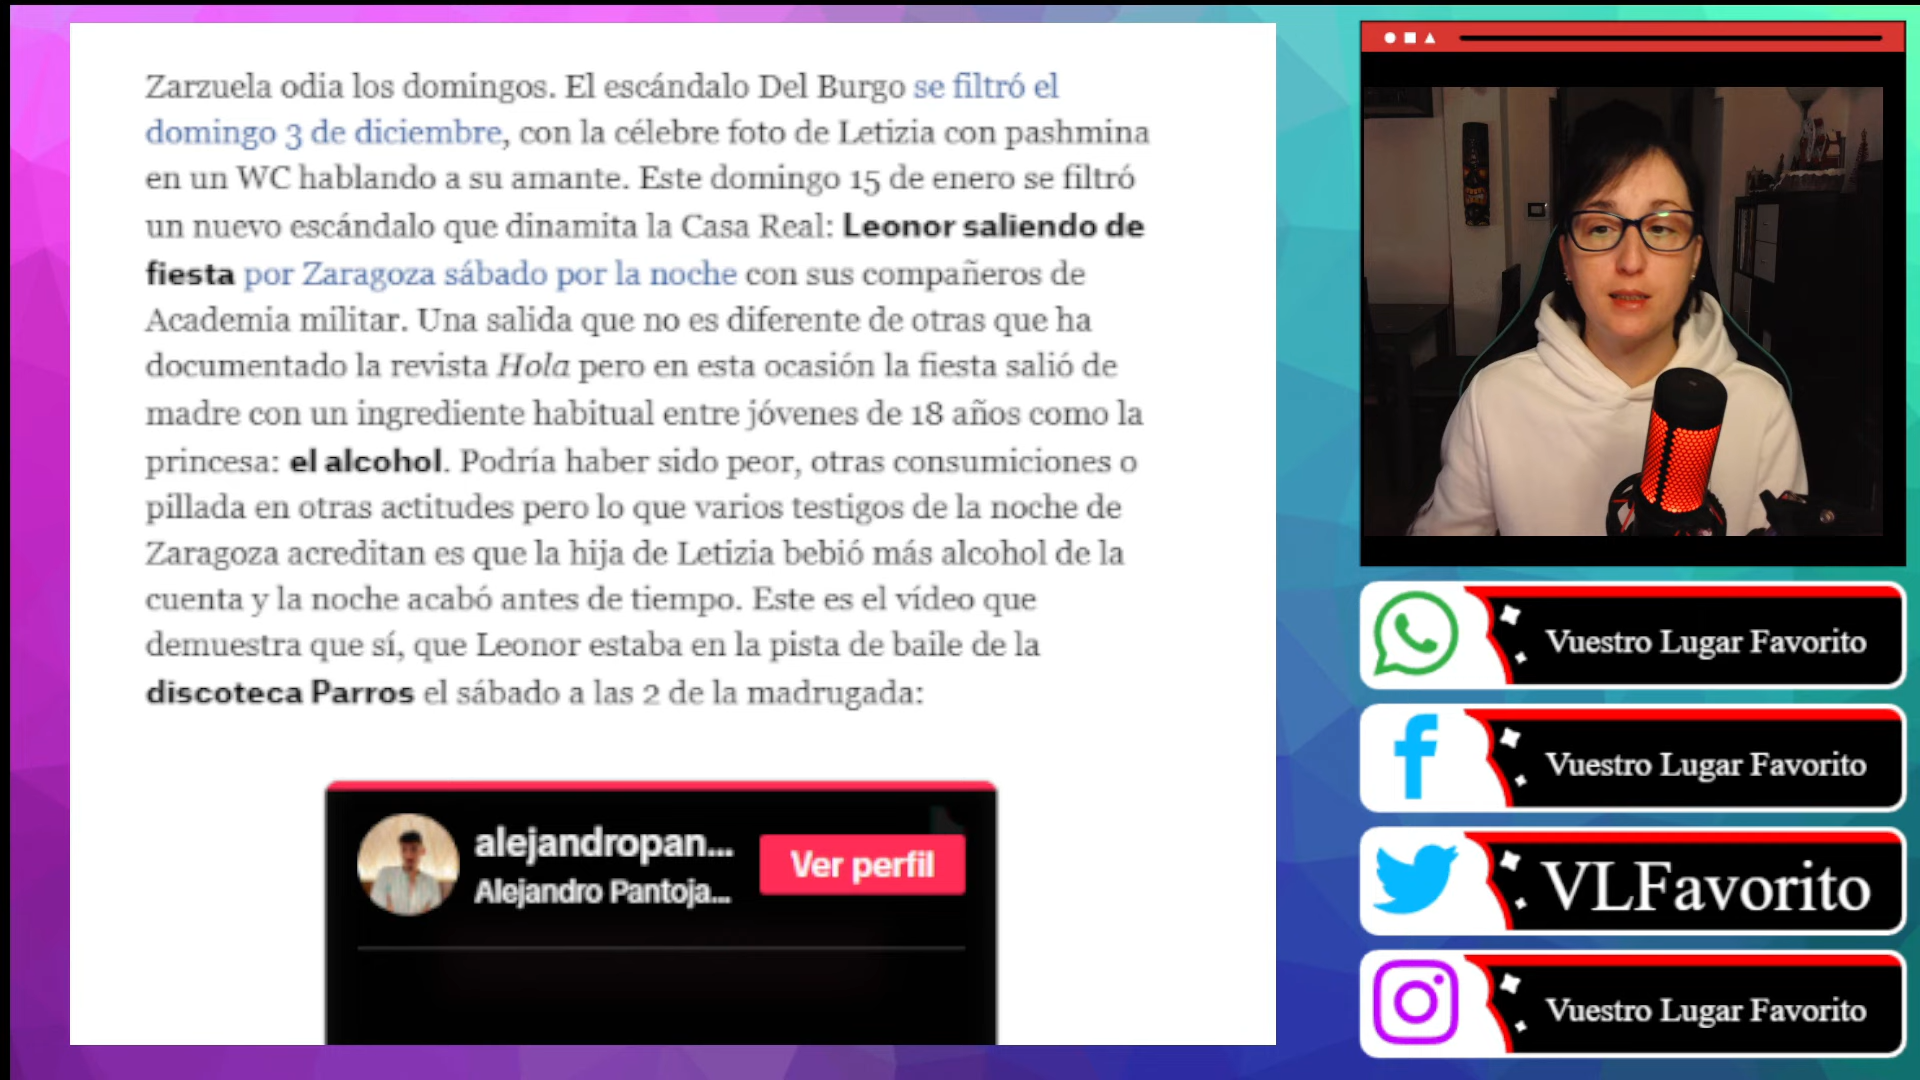 Zarzuela odia los domingos. El escándalo Del Burgo se filtró el
domingo 3 de diciembre, con la célebre foto de Letizia con pashmina
en un WC hablando a su amante. Este domingo 15 de enero se filtró
un nuevo escándalo que dinamita la Casa Real: Leonor saliendo de
fiesta por Zaragoza sábado por la noche con sus compañeros de
Academia militar. Una salida que no es diferente de otras que ha
documentado la revista Hola pero en esta ocasión la fiesta salió de
madre con un ingrediente habitual entre jóvenes de 18 años como la
princesa: el alcohol. Podría haber sido peor, otras consumiciones o
pillada en otras actitudes pero lo que varios testigos de la noche de
Zaragoza acreditan es que la hija de Letizia bebió más alcohol de la
cuenta y la noche acabó antes de tiempo. Este es el vídeo que
demuestra que sí, que Leonor estaba en la pista de baile de la
discoteca Parros el sábado a las 2 de la madrugada:
alejandropan...
Alejandro Pantoja...
Ver perfil
Vuestro Lugar Favorito
Vuestro Lugar Favorito
VLFavorito
Vuestro Lugar Favorito